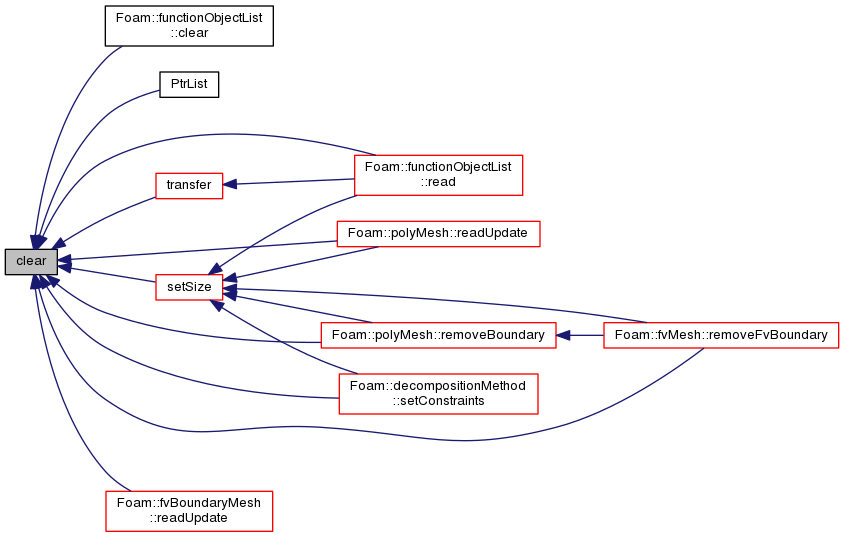 Foam::functionObjectList
::clear
PtrList
Foam::functionObjectList
::read
transfer
Foam::polyMesh::readUpdate
clear
setSize
Foam::polyMesh::removeBoundary
Foam::fvMesh::removeFvBoundary
Foam::decompositionMethod
::setConstraints
Foam::fvBoundaryMesh
::readUpdate